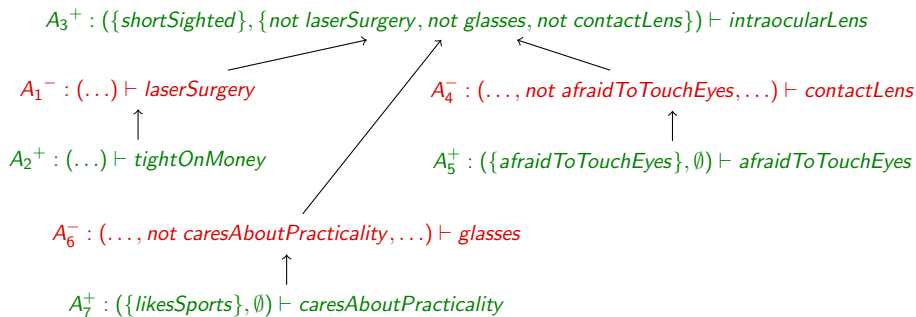 A₃⁺ : ({shortSighted}, {not laserSurgery, not glasses, not contactLens}) ⊢ intraocularLens
A₁⁻ : (…) ⊢ laserSurgery
A₄⁻ : (…, not afraidToTouchEyes, …) ⊢ contactLens
A₂⁺ : (…) ⊢ tightOnMoney
A₅⁺ : ({afraidToTouchEyes}, ∅) ⊢ afraidToTouchEyes
A₆⁻ : (…, not caresAboutPracticality, …) ⊢ glasses
A₇⁺ : ({likesSports}, ∅) ⊢ caresAboutPracticality